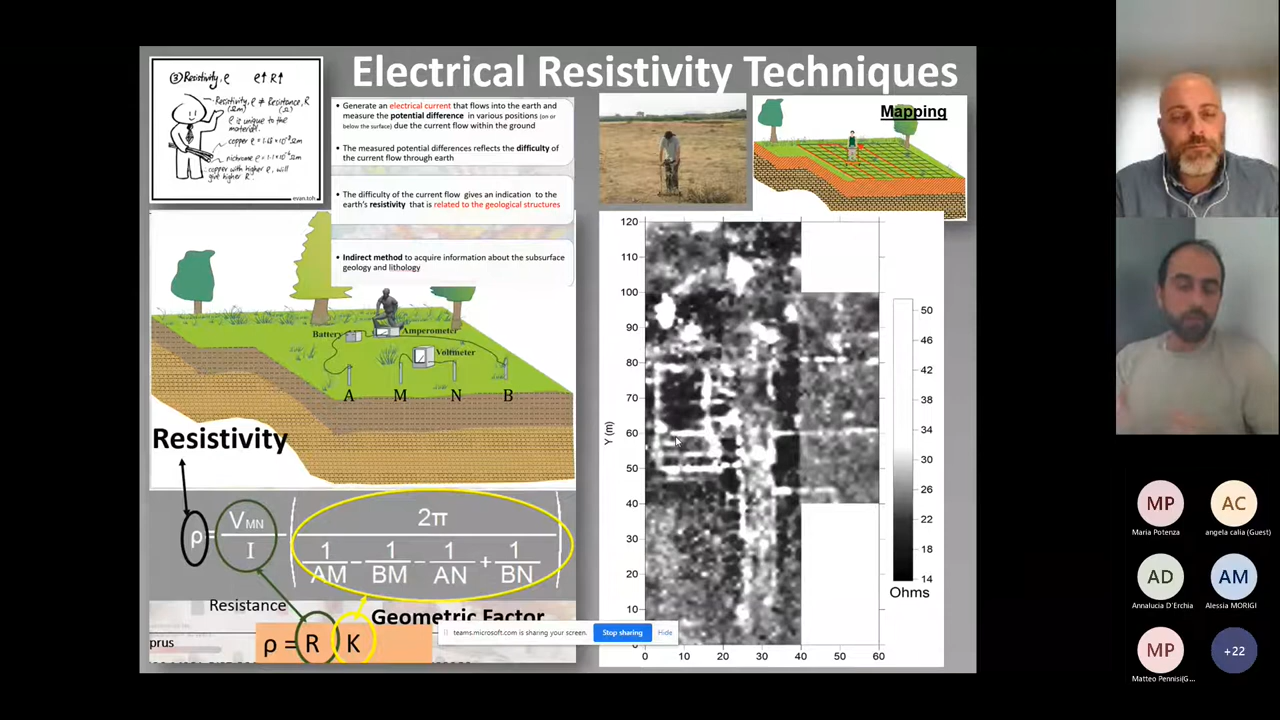 Electrical Resistivity Techniques
③ Resistivity, ρ ρ↑ R↑
Resistivity, ρ ≠ Resistance, R
(Ωm) (Ω)
ρ is unique to the
material.
copper ρ =
nichrome ρ =
copper with higher ρ, will
give higher R.
evan.toh
• Generate an electrical current that flows into the earth and
measure the potential difference in various positions (on or
below the surface) due the current flow within the ground
• The measured potential differences reflects the difficulty of
the current flow through earth
• The difficulty of the current flow gives an indication to the
earth's resistivity that is related to the geological structures
• Indirect method to acquire information about the subsurface
geology and lithology
Battery
Amperometer
Voltmeter
A M N B
Resistivity
ρ = V MN / I ( 2π / 1/AM - 1/BM - 1/AN + 1/BN )
Resistance
Geometric Factor
ρ = R K
prus
teams.microsoft.com is sharing your screen.
Stop sharing
Hide
Mapping
120
110
100
90
80
70
60
50
40
30
20
10
0
Y (m)
0 10 20 30 40 50 60
50
46
42
38
34
30
26
22
18
14
Ohms
MP
Maria Potenza
AC
angela calia (Guest)
AD
Annalucia D'Erchia
AM
Alessia MORIGI
MP
Matteo Pennisi(G...
+22